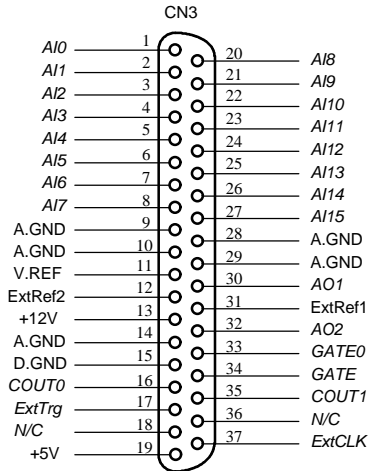 CN3
AI0 1
AI1 2
AI2 3
AI3 4
AI4 5
AI5 6
AI6 7
AI7 8
A.GND 9
A.GND 10
V.REF 11
ExtRef2 12
+12V 13
A.GND 14
D.GND 15
COUT0 16
ExtTrg 17
N/C 18
+5V 19
20 AI8
21 AI9
22 AI10
23 AI11
24 AI12
25 AI13
26 AI14
27 AI15
28 A.GND
29 A.GND
30 AO1
31 ExtRef1
32 AO2
33 GATE0
34 GATE
35 COUT1
36 N/C
37 ExtCLK